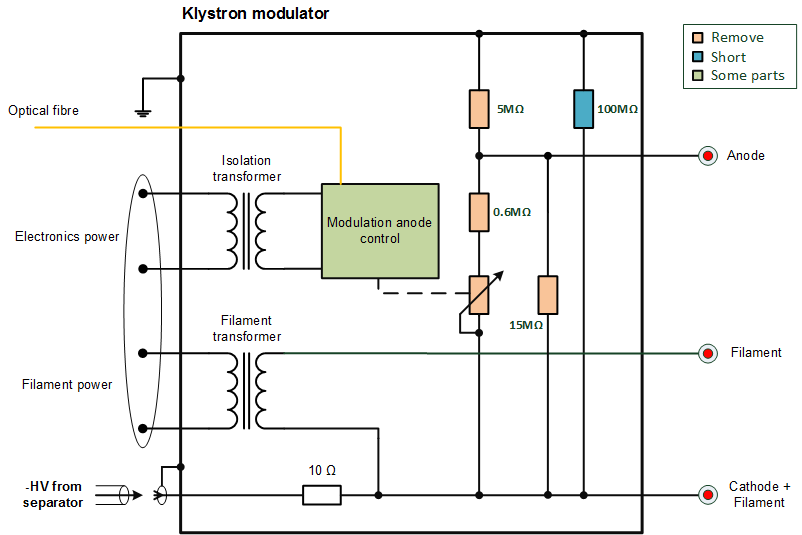 Klystron modulator
Remove
Short
Some parts
Optical fibre
5MΩ
100MΩ
Anode
Isolation
transformer
Modulation anode
control
0.6MΩ
Electronics power
Filament
transformer
15MΩ
Filament
Filament power
10 Ω
-HV from
separator
Cathode +
Filament